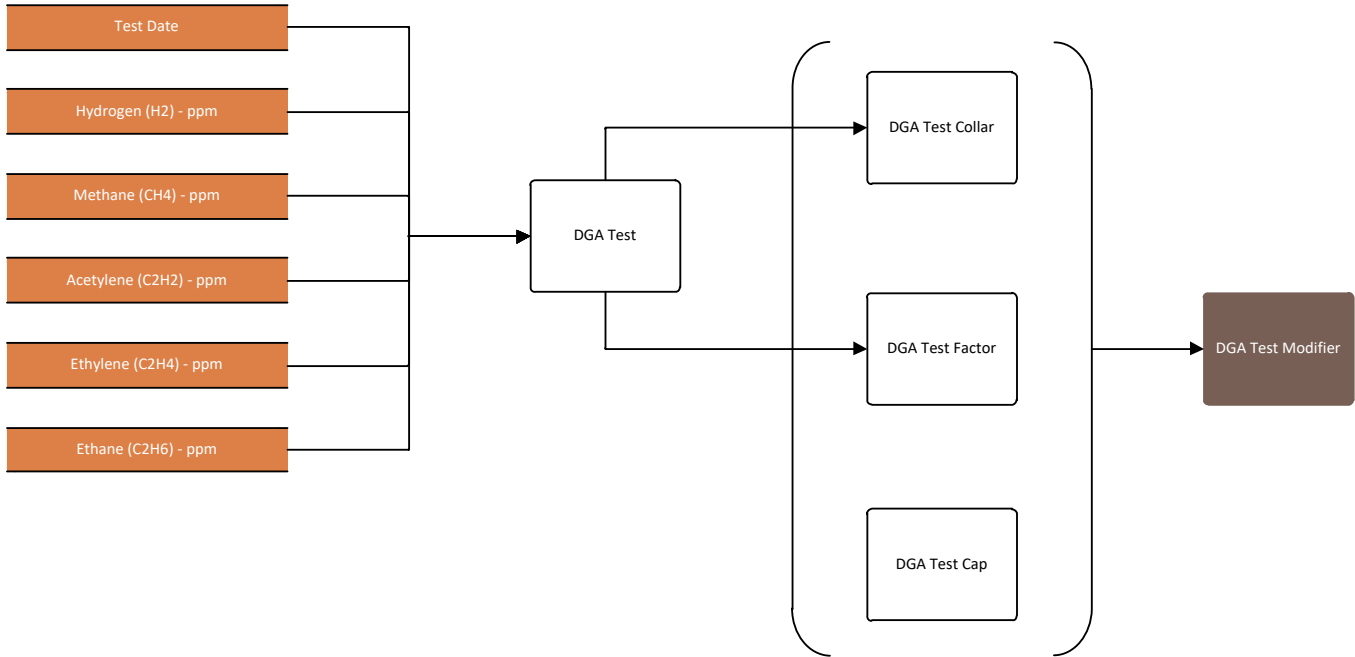 Test Date
Hydrogen (H2) - ppm
Methane (CH4) - ppm
Acetylene (C2H2) - ppm
Ethylene (C2H4) - ppm
Ethane (C2H6) - ppm
DGA Test
DGA Test Collar
DGA Test Factor
DGA Test Cap
DGA Test Modifier